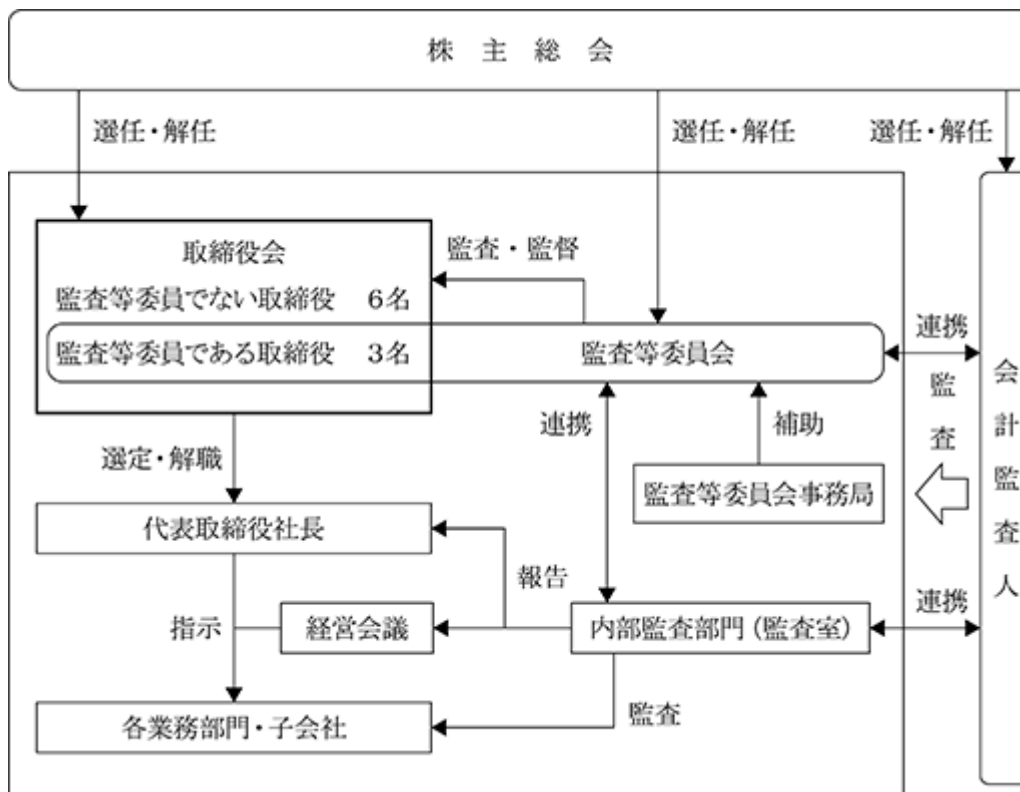 株主総会
選任・解任
選任・解任
選任・解任
取締役会
監査等委員でない取締役 6名
監査等委員である取締役 3名
監査・監督
監査等委員会
連携
監査
会計監査人
選定・解職
連携
補助
監査等委員会事務局
代表取締役社長
報告
指示
経営会議
内部監査部門(監査室)
連携
監査
各業務部門・子会社